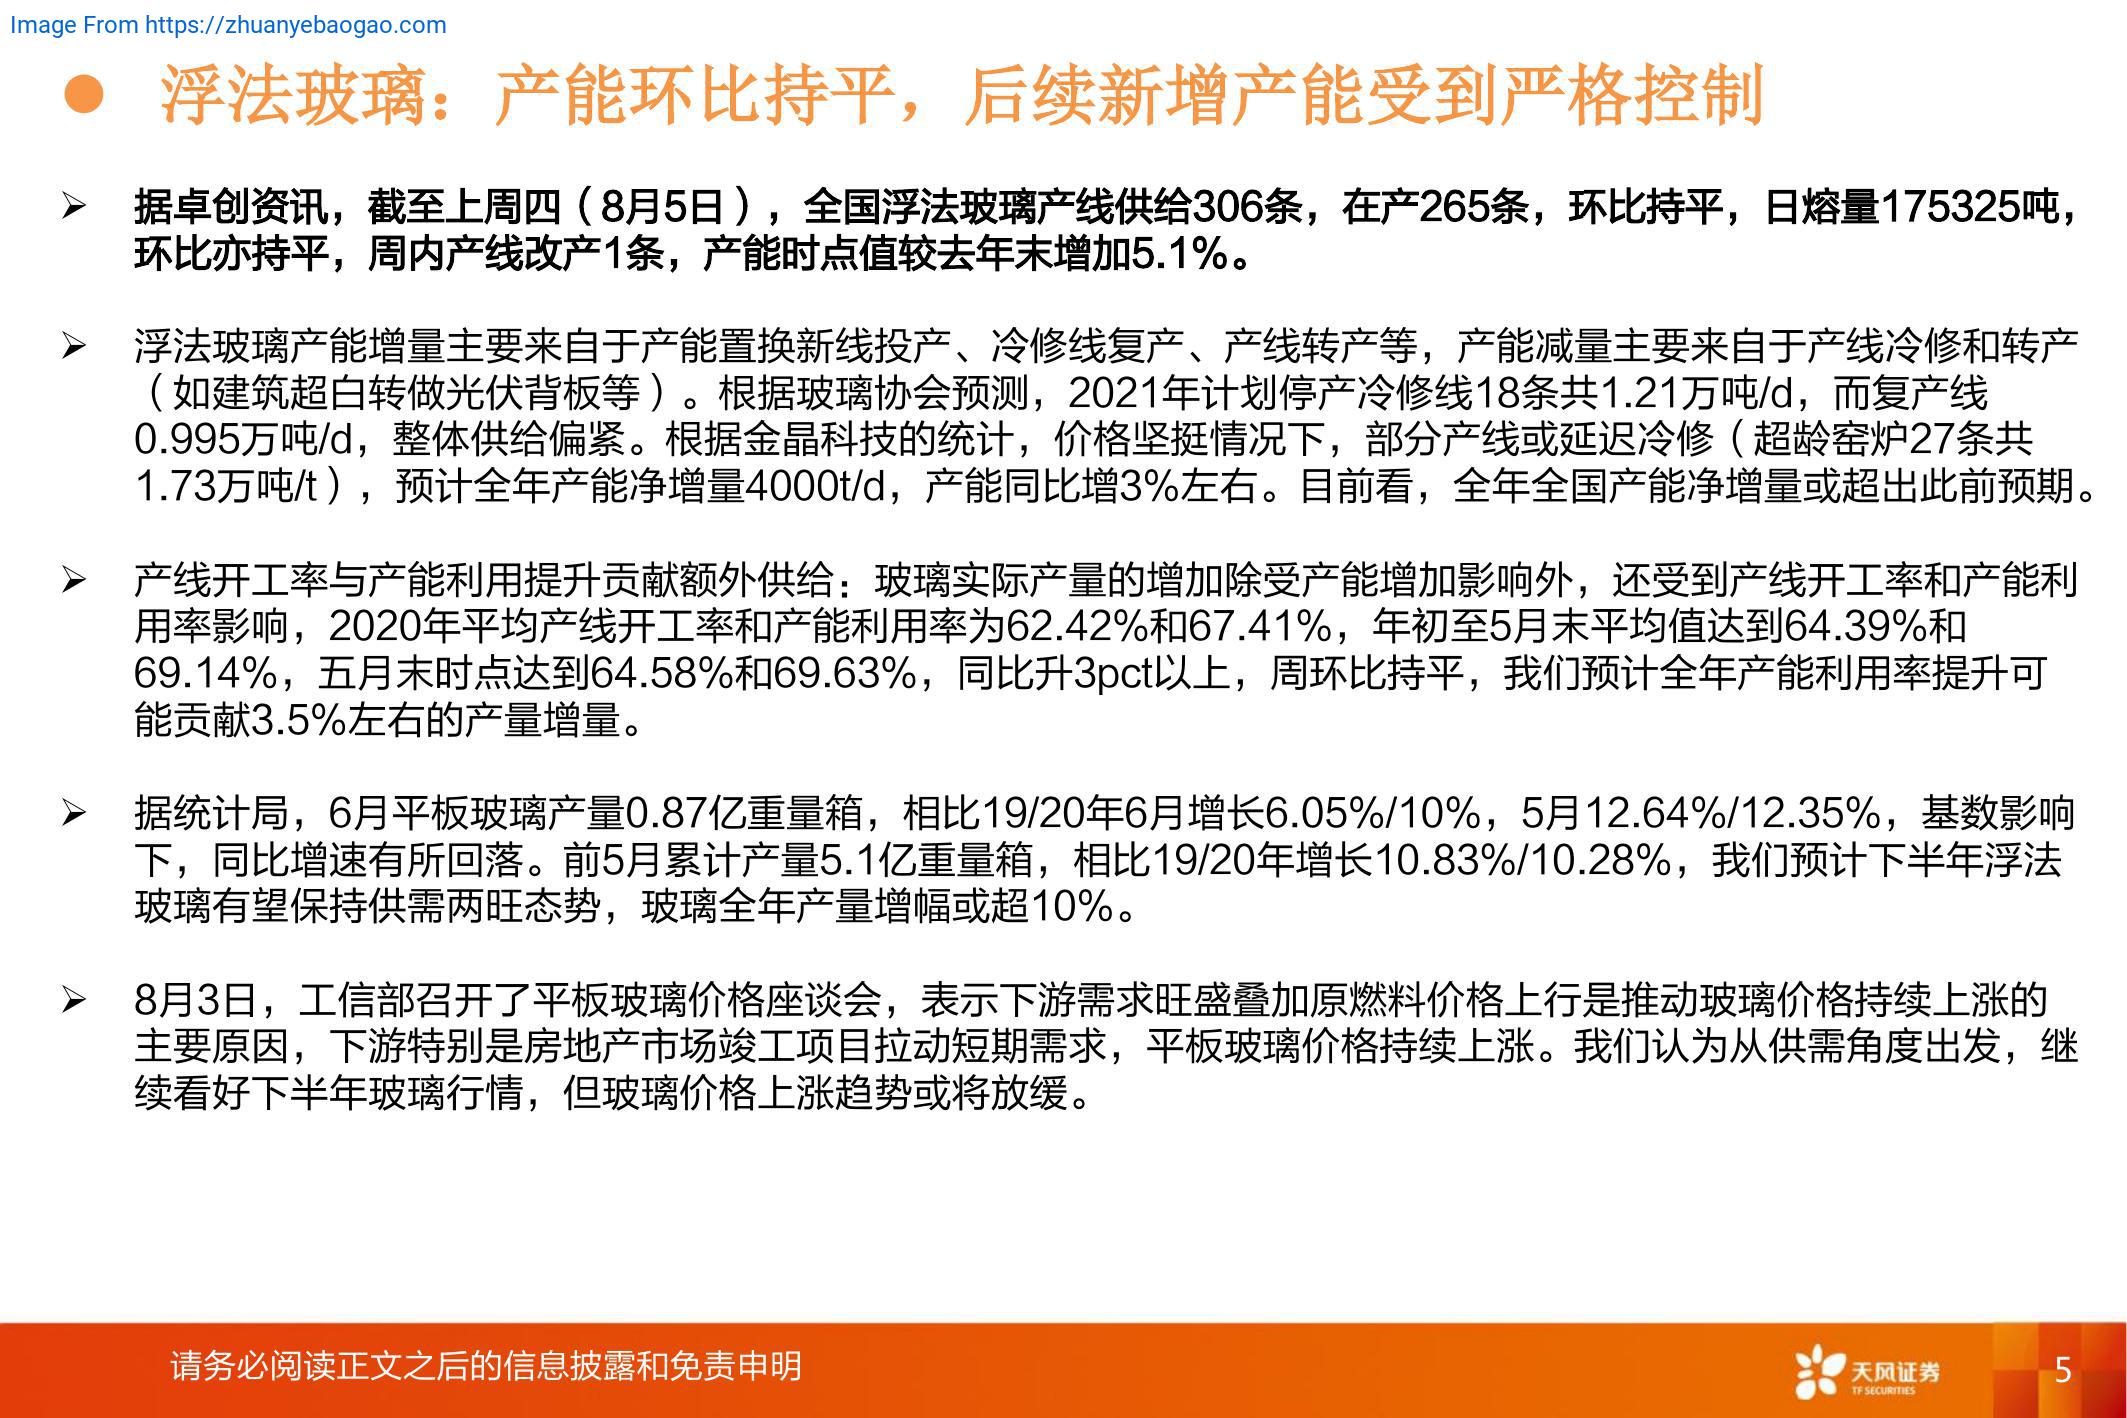 Image From https://zhuanyebaogao.com
● 浮法玻璃：产能环比持平，后续新增产能受到严格控制
➢ 据卓创资讯，截至上周四（8月5日），全国浮法玻璃产线供给306条，在产265条，环比持平，日熔量175325吨，
环比亦持平，周内产线改产1条，产能时点值较去年末增加5.1%。
➢ 浮法玻璃产能增量主要来自于产能置换新线投产、冷修线复产、产线转产等，产能减量主要来自于产线冷修和转产
（如建筑超白转做光伏背板等）。根据玻璃协会预测，2021年计划停产冷修线18条共1.21万吨/d，而复产线
0.995万吨/d，整体供给偏紧。根据金晶科技的统计，价格坚挺情况下，部分产线或延迟冷修（超龄窑炉27条共
1.73万吨/t），预计全年产能净增量4000t/d，产能同比增3%左右。目前看，全年全国产能净增量或超出此前预期。
➢ 产线开工率与产能利用提升贡献额外供给：玻璃实际产量的增加除受产能增加影响外，还受到产线开工率和产能利
用率影响，2020年平均产线开工率和产能利用率为62.42%和67.41%，年初至5月末平均值达到64.39%和
69.14%，五月末时点达到64.58%和69.63%，同比升3pct以上，周环比持平，我们预计全年产能利用率提升可
能贡献3.5%左右的产量增量。
➢ 据统计局，6月平板玻璃产量0.87亿重量箱，相比19/20年6月增长6.05%/10%，5月12.64%/12.35%，基数影响
下，同比增速有所回落。前5月累计产量5.1亿重量箱，相比19/20年增长10.83%/10.28%，我们预计下半年浮法
玻璃有望保持供需两旺态势，玻璃全年产量增幅或超10%。
➢ 8月3日，工信部召开了平板玻璃价格座谈会，表示下游需求旺盛叠加原燃料价格上行是推动玻璃价格持续上涨的
主要原因，下游特别是房地产市场竣工项目拉动短期需求，平板玻璃价格持续上涨。我们认为从供需角度出发，继
续看好下半年玻璃行情，但玻璃价格上涨趋势或将放缓。
请务必阅读正文之后的信息披露和免责申明
天风证券
TF SECURITIES
5